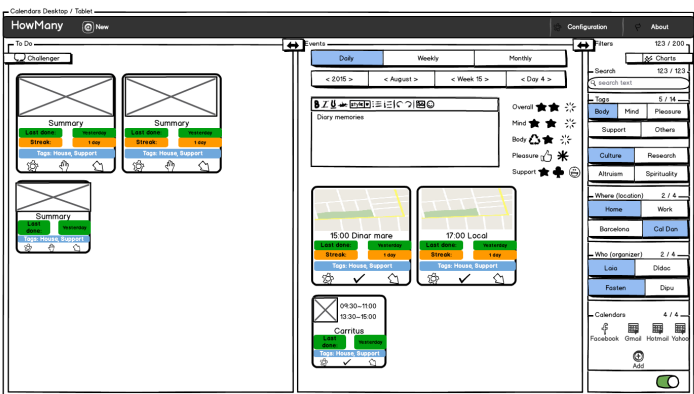 Calendars Desktop / Tablet
HowMany
New
Configuration
About
To Do
Challenger
Summary
Last done:
Yesterday
Streak:
1 day
Tags: House, Support
Summary
Last done:
Yesterday
Streak:
1 day
Tags: House, Support
Summary
Last done:
Yesterday
Tags: House, Support
Events
Daily
Weekly
Monthly
< 2015 >
< August >
< Week 15 >
< Day 4 >
B I U abc style
Diary memories
Overall
Mind
Body
Pleasure
Support
15:00 Dinar mare
Last done:
Yesterday
Streak:
1 day
Tags: House, Support
17:00 Local
Last done:
Yesterday
Streak:
1 day
Tags: House, Support
09:30-11:00
13:30-15:00
Carritus
Last done:
Yesterday
Tags: House, Support
Filters
123 / 200
Charts
Search
123 / 123
search text
Tags
5 / 14
Body
Mind
Pleasure
Support
Others
Culture
Research
Altruism
Spirituality
Where (location)
2 / 4
Home
Work
Barcelona
Cal Dan
Who (organizer)
2 / 4
Laia
Dídac
Fosten
Dipu
Calendars
4 / 4
Facebook
Gmail
Hotmail
Yahoo
Add